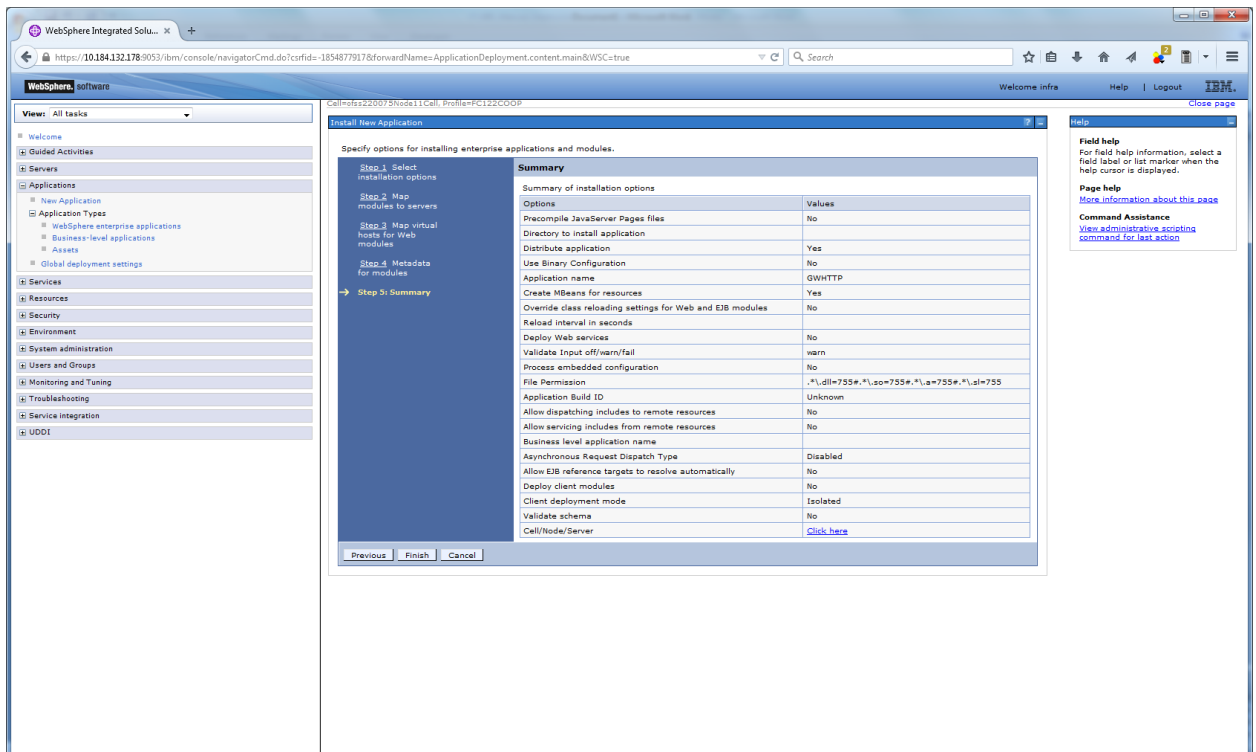 WebSphere Integrated Solu... × +
https://10.184.132.178:9053/ibm/console/navigatorCmd.do?csrfid=-1854877917&forwardName=ApplicationDeployment.content.main&WSC=true
Search
2
WebSphere. software
Welcome infra
Help | Logout
IBM.
View: All tasks
Welcome
Guided Activities
Servers
Applications
New Application
Application Types
WebSphere enterprise applications
Business-level applications
Assets
Global deployment settings
Services
Resources
Security
Environment
System administration
Users and Groups
Monitoring and Tuning
Troubleshooting
Service integration
UDDI
Cell=ofss220075Node11Cell, Profile=FC122COOP
Close page
Install New Application
? -
Specify options for installing enterprise applications and modules.
Step 1 Select
installation options
Step 2 Map
modules to servers
Step 3 Map virtual
hosts for Web
modules
Step 4 Metadata
for modules
Step 5: Summary
Summary
Summary of installation options
Options Values
Precompile JavaServer Pages files No
Directory to install application
Distribute application Yes
Use Binary Configuration No
Application name GWHTTP
Create MBeans for resources Yes
Override class reloading settings for Web and EJB modules No
Reload interval in seconds
Deploy Web services No
Validate Input off/warn/fail warn
Process embedded configuration No
File Permission .*\.dll=755#.*\.so=755#.*\.a=755#.*\.sl=755
Application Build ID Unknown
Allow dispatching includes to remote resources No
Allow servicing includes from remote resources No
Business level application name
Asynchronous Request Dispatch Type Disabled
Allow EJB reference targets to resolve automatically No
Deploy client modules No
Client deployment mode Isolated
Validate schema No
Cell/Node/Server Click here
Previous Finish Cancel
Help
Field help
For field help information, select a
field label or list marker when the
help cursor is displayed.
Page help
More information about this page
Command Assistance
View administrative scripting
command for last action